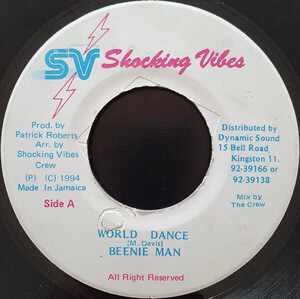 SV Shocking Vibes
Prod. by
Patrick Roberts
Arr. by
Shocking Vibes
Crew
(P) (C) 1994
Made In Jamaica
Side A
Distributed by
Dynamic Sound
15 Bell Road,
Kingston 11.
92-39166 or
92-39138
Mix by
The Crew
WORLD DANCE
(M. Davis)
BEENIE MAN
All Right Reserved